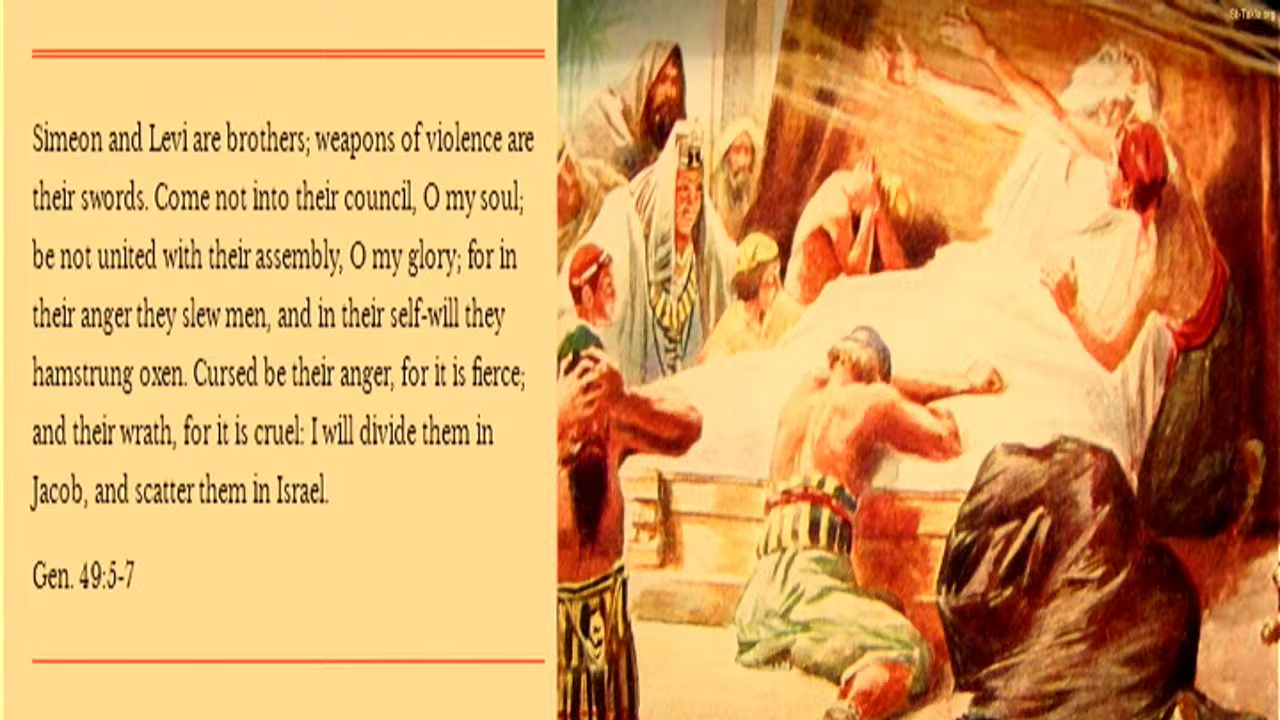 St-Takla.org
Simeon and Levi are brothers; weapons of violence are
their swords. Come not into their council, O my soul;
be not united with their assembly, O my glory; for in
their anger they slew men, and in their self-will they
hamstrung oxen. Cursed be their anger, for it is fierce;
and their wrath, for it is cruel: I will divide them in
Jacob, and scatter them in Israel.
Gen. 49:5-7